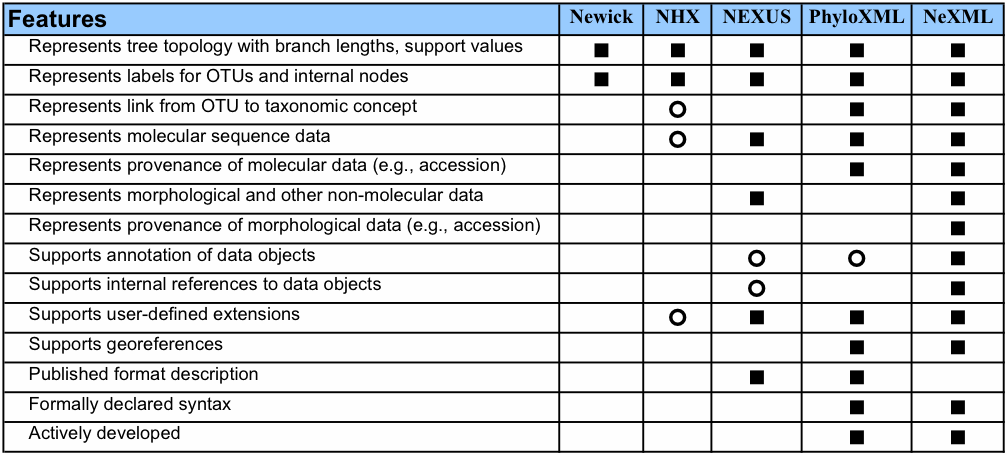 Features Newick NHX NEXUS PhyloXML NeXML
Represents tree topology with branch lengths, support values ■ ■ ■ ■ ■
Represents labels for OTUs and internal nodes ■ ■ ■ ■ ■
Represents link from OTU to taxonomic concept ○ ■ ■
Represents molecular sequence data ○ ■ ■ ■
Represents provenance of molecular data (e.g., accession) ■ ■
Represents morphological and other non-molecular data ■ ■
Represents provenance of morphological data (e.g., accession) ■
Supports annotation of data objects ○ ○ ■
Supports internal references to data objects ○ ■
Supports user-defined extensions ○ ■ ■ ■
Supports georeferences ■ ■
Published format description ■ ■
Formally declared syntax ■ ■
Actively developed ■ ■